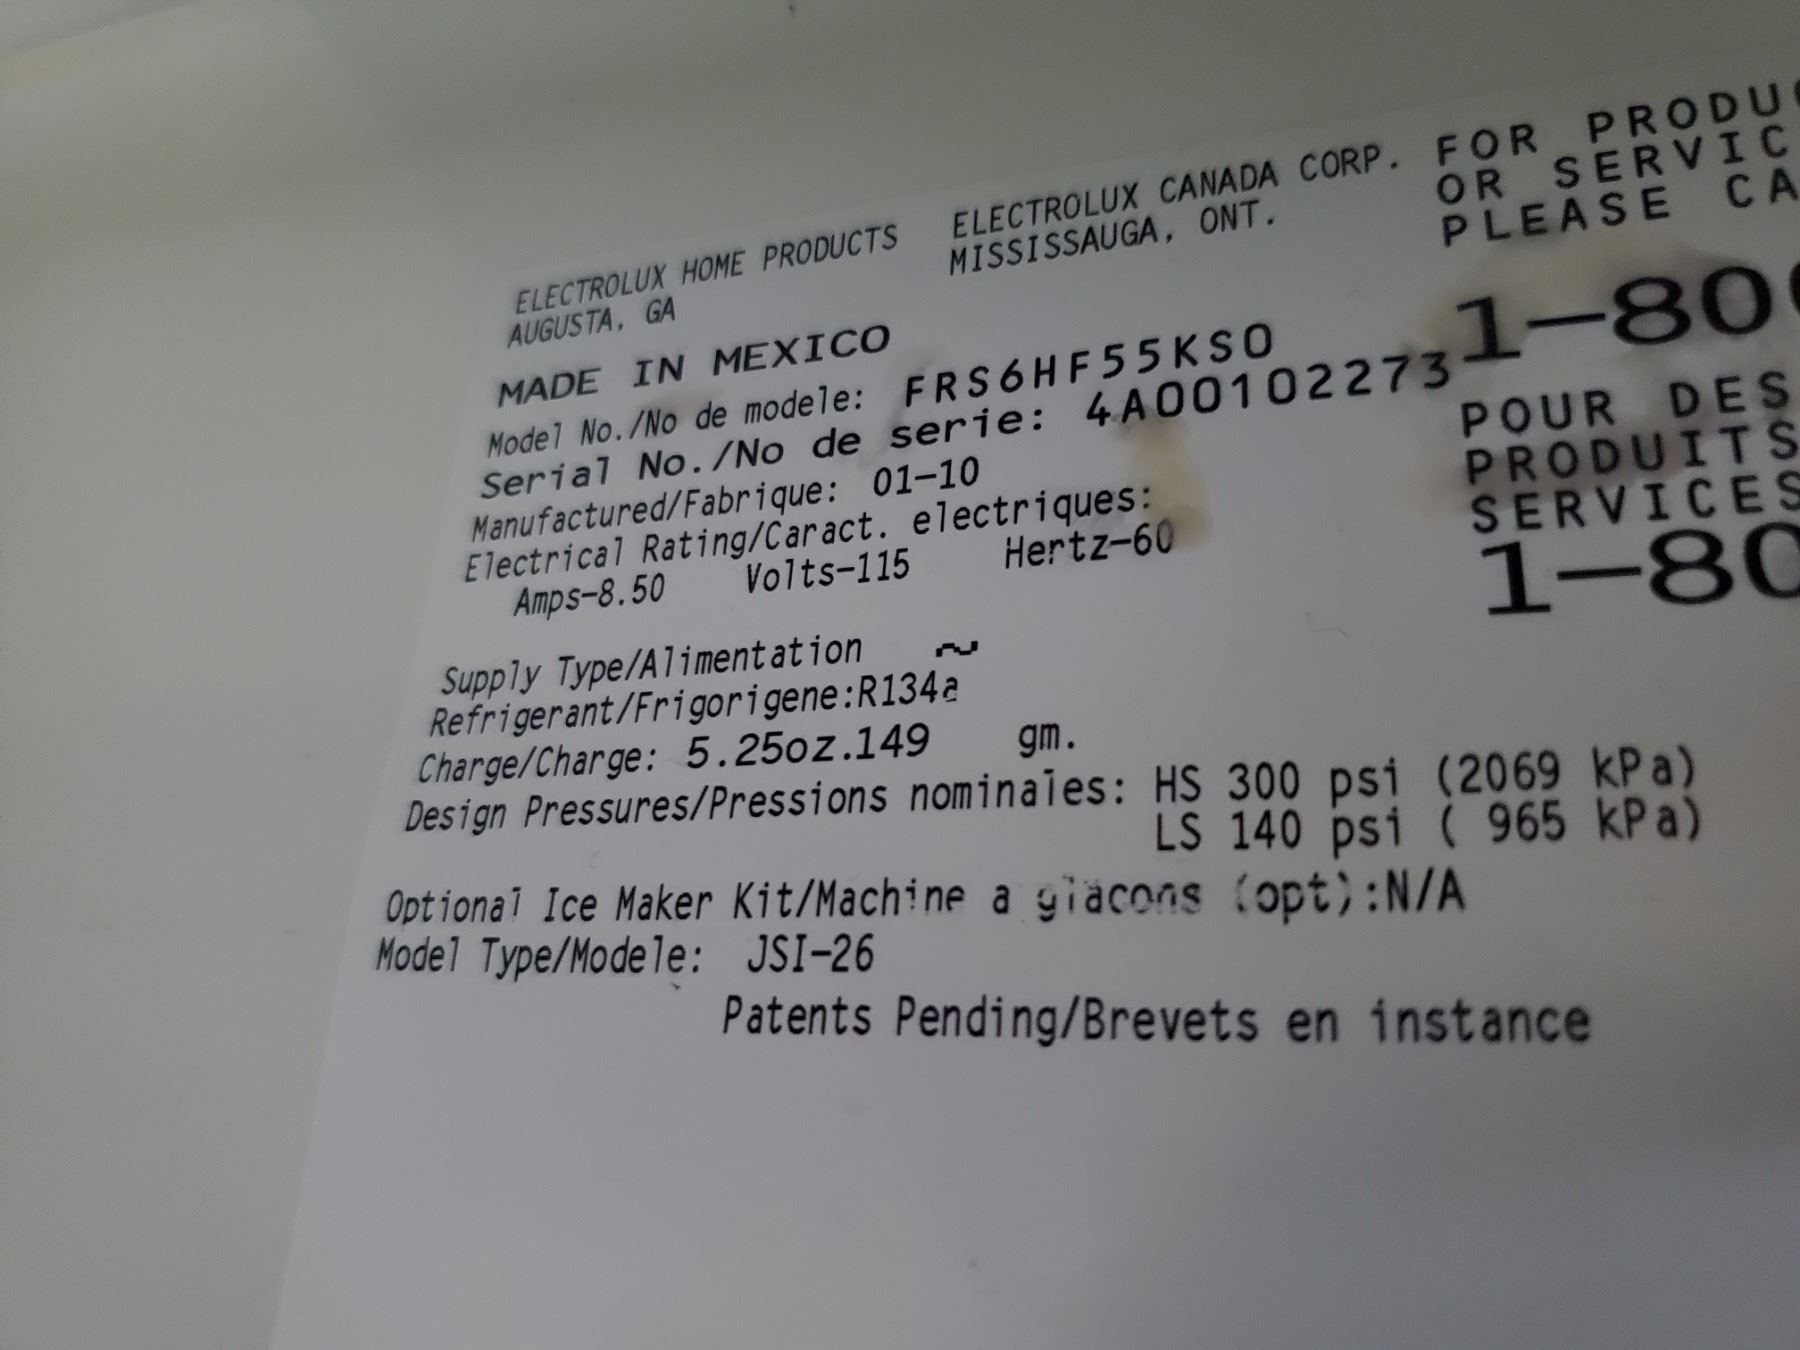 ELECTROLUX HOME PRODUCTS
AUGUSTA, GA
ELECTROLUX CANADA CORP.
MISSISSAUGA, ONT.
MADE IN MEXICO
Model No./No de modele: FRS6HF55KS0
Serial No./No de serie: 4A00102273
Manufactured/Fabrique: 01-10
Electrical Rating/Caract. electriques:
Amps-8.50 Volts-115 Hertz-60
Supply Type/Alimentation ~
Refrigerant/Frigorigene:R134a
Charge/Charge: 5.25oz.149 gm.
Design Pressures/Pressions nominales: HS 300 psi (2069 kPa)
LS 140 psi ( 965 kPa)
Optional Ice Maker Kit/Machine a glacons (opt):N/A
Model Type/Modele: JSI-26
Patents Pending/Brevets en instance
FOR PRODU
OR SERVIC
PLEASE CA
1-80
POUR DES
PRODUITS
SERVICES
1-80